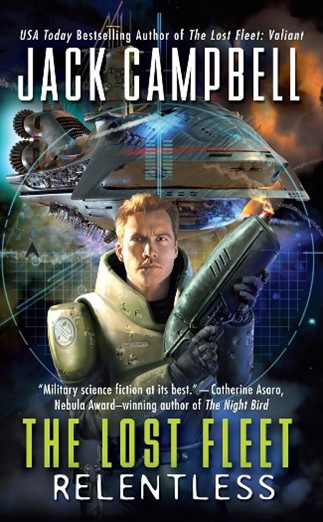 USA Today Bestselling Author of The Lost Fleet: Valiant
JACK CAMPBELL
"Military science fiction at its best."—Catherine Asaro,
Nebula Award–winning author of The Night Bird
THE LOST FLEET
RELENTLESS